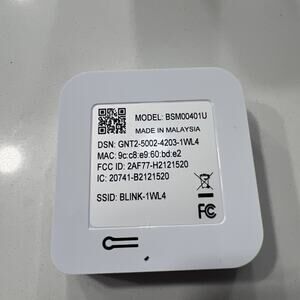 MODEL: BSM00401U
MADE IN MALAYSIA
DSN: GNT2-5002-4203-1WL4
MAC: 9c:c8:e9:60:bd:e2
FCC ID: 2AF77-H2121520
IC: 20741-B2121520
SSID: BLINK-1WL4
FC